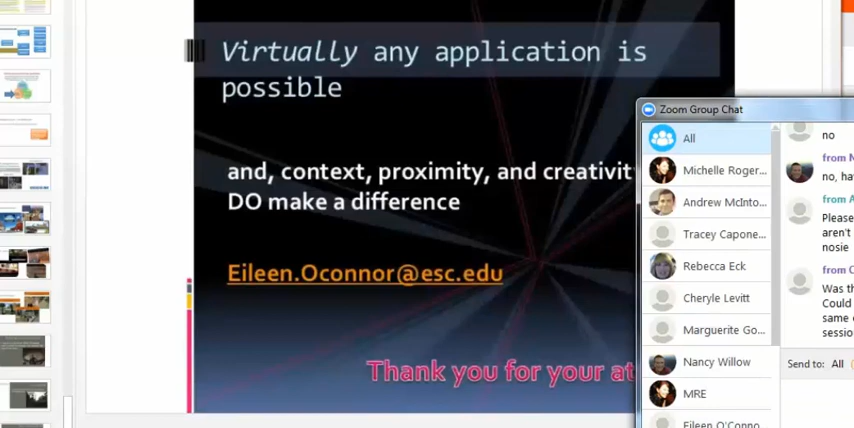 Virtually any application is
possible
and, context, proximity, and creativit
DO make a difference
Eileen.Oconnor@esc.edu
Thank you for your at
Zoom Group Chat
All
Michelle Roger...
Andrew McInto...
Tracey Capone...
Rebecca Eck
Cheryle Levitt
Marguerite Go...
Nancy Willow
MRE
Eileen O'Conno
no
from N
no, ha
from A
Please
aren't
nosie
from C
Was th
Could
same
sessio
Send to: All